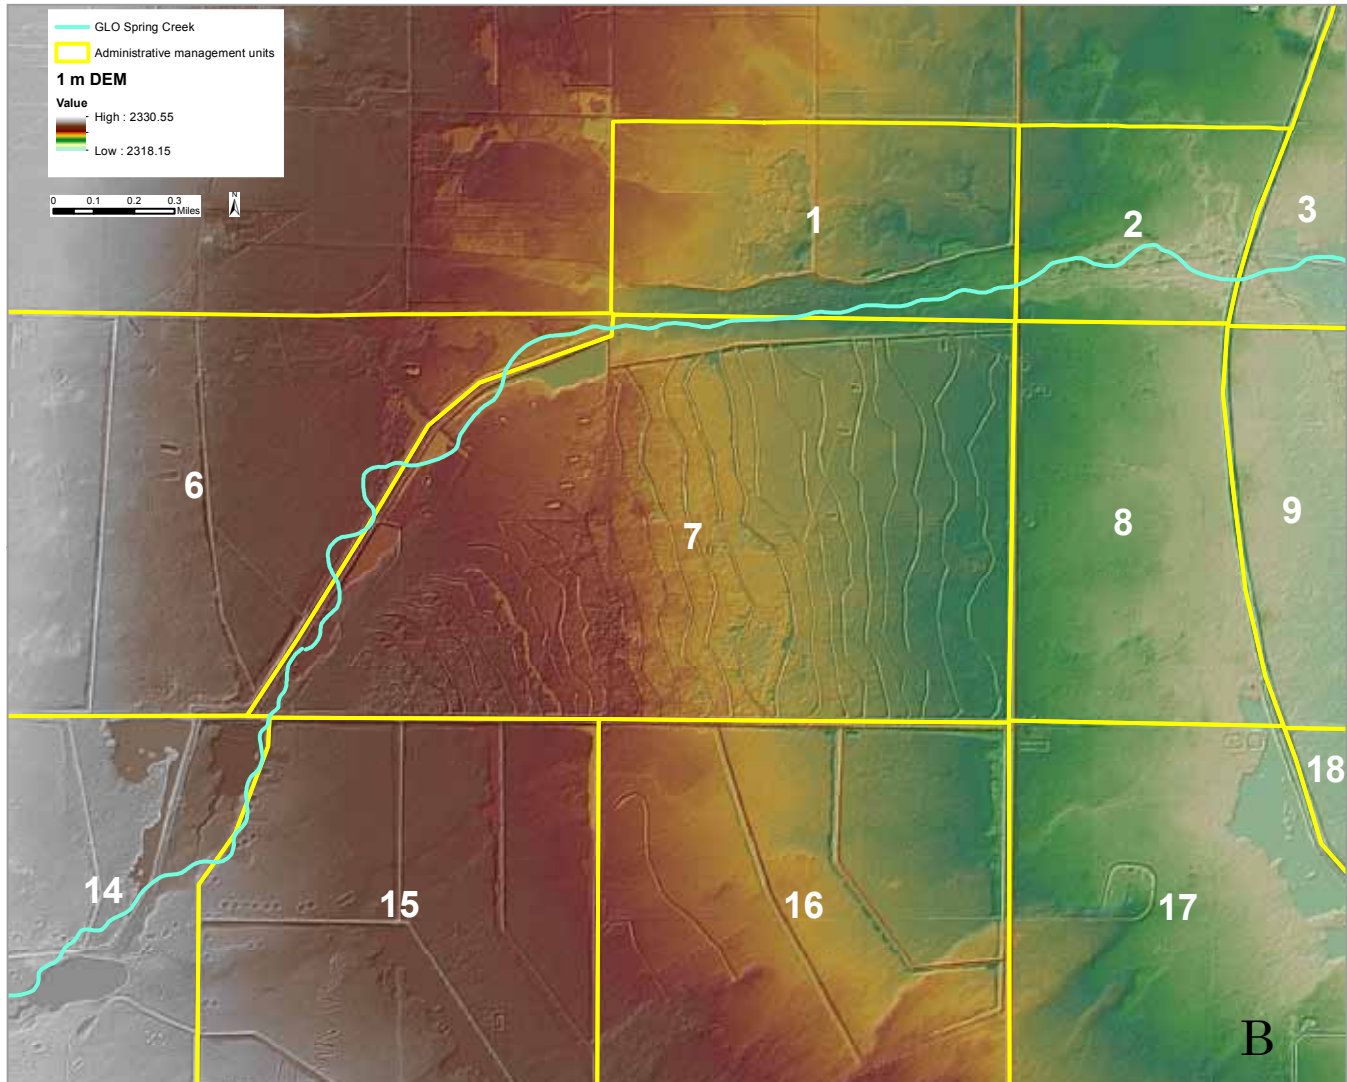 GLO Spring Creek
Administrative management units
1 m DEM
Value
High : 2330.55
Low : 2318.15
0 0.1 0.2 0.3
Miles
N
1
2
3
6
7
8
9
14
15
16
17
18
B